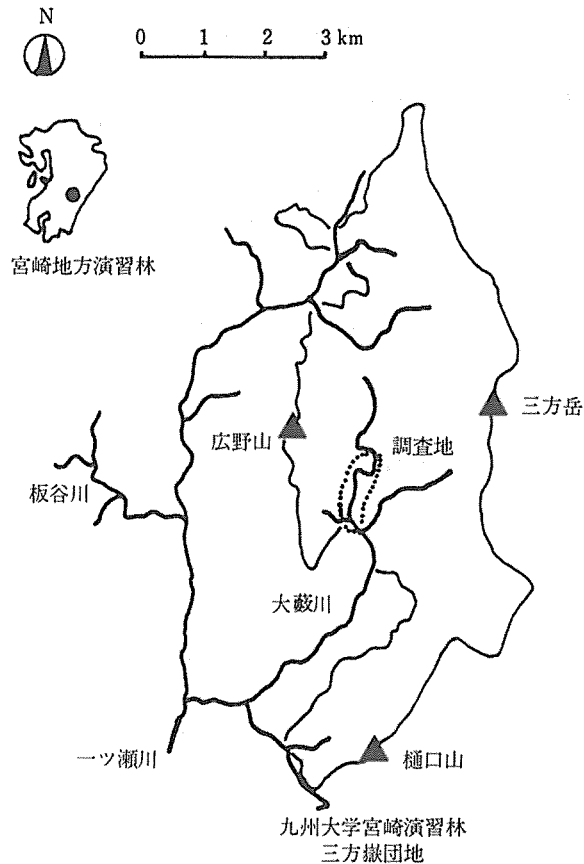 N
0 1 2 3 km
宮崎地方演習林
三方岳
広野山
調査地
板谷川
大藪川
一ツ瀬川
樋口山
九州大学宮崎演習林
三方嶽団地